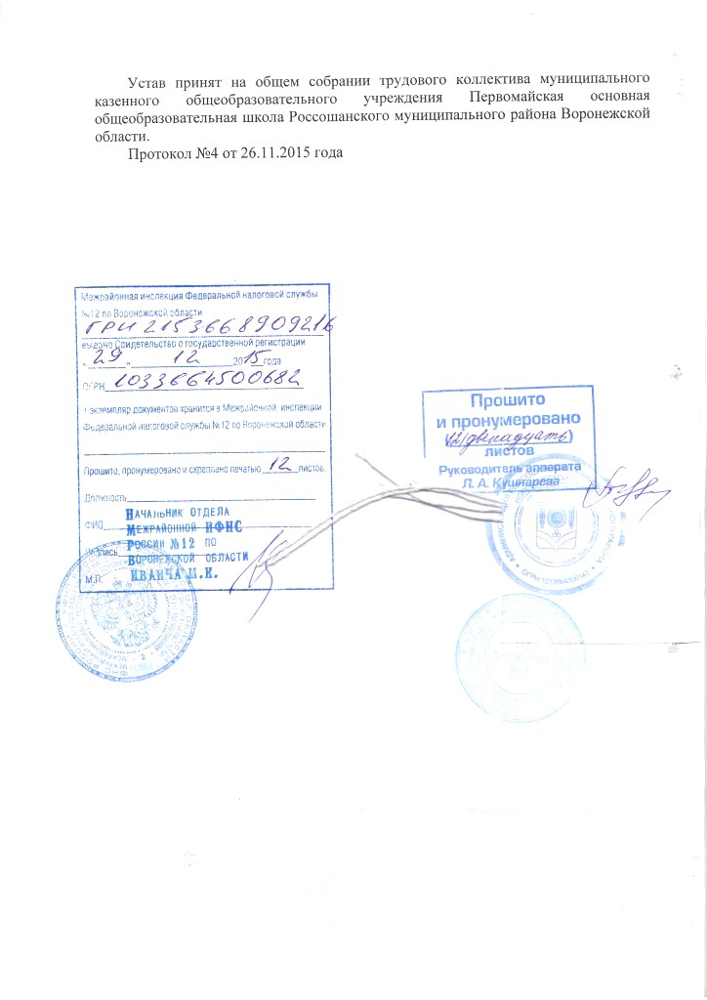 Устав принят на общем собрании трудового коллектива муниципального
казенного общеобразовательного учреждения Первомайская основная
общеобразовательная школа Россошанского муниципального района Воронежской
области.
Протокол №4 от 26.11.2015 года
Межрайонная инспекция Федеральной налоговой службы
№12 по Воронежской области
ГРН 2153668909216
выдано Свидетельство о государственной регистрации
" 29 " 12 2015 года
ОГРН 1033664500682
1 экземпляр документов хранится в Межрайонной инспекции
Федеральной налоговой службы №12 по Воронежской области
Прошито, пронумеровано и скреплено печатью 12 листов.
Должность
ФИО
Подпись
М.П.
НАЧАЛЬНИК ОТДЕЛА
МЕЖРАЙОННОЙ ИФНС
РОССИИ №12 ПО
ВОРОНЕЖСКОЙ ОБЛАСТИ
ИВАНЧА М.И.
Прошито
и пронумеровано
12 (двенадцать)
листов
Руководитель аппарата
Л. А. Кушнарева